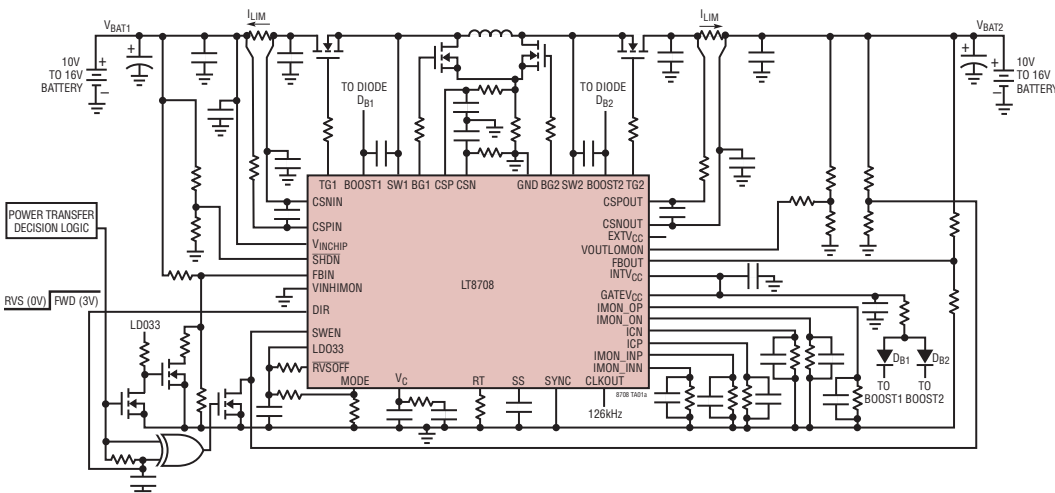 ILIM
ILIM
VBAT1
VBAT2
10V
TO 16V
BATTERY
10V
TO 16V
BATTERY
TO DIODE
DB1
TO DIODE
DB2
TG1 BOOST1 SW1 BG1 CSP CSN GND BG2 SW2 BOOST2 TG2
CSNIN
CSPIN
VINCHIP
SHDN
FBIN
VINHIMON
DIR
SWEN
LDO33
RVSOFF
LT8708
CSPOUT
CSNOUT
EXTVCC
VOUTLOMON
FBOUT
INTVCC
GATEVCC
IMON_OP
IMON_ON
ICN
ICP
IMON_INP
IMON_INN
MODE VC RT SS SYNC CLKOUT
8708 TA01a
126kHz
POWER TRANSFER
DECISION LOGIC
RVS (0V) FWD (3V)
LDO33
DB1 DB2
TO TO
BOOST1 BOOST2